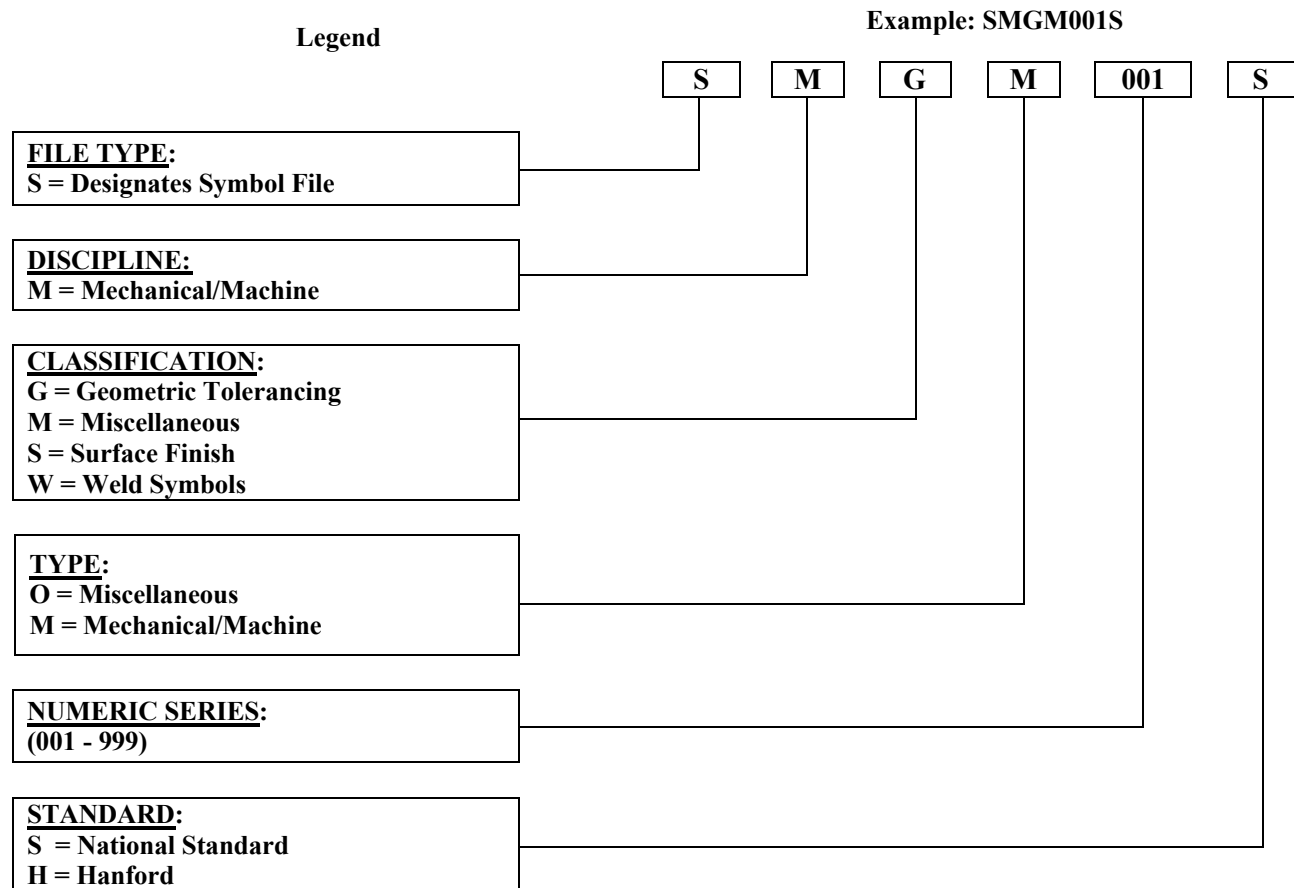 Legend
Example: SMGM001S
S M G M 001 S
FILE TYPE:
S = Designates Symbol File
DISCIPLINE:
M = Mechanical/Machine
CLASSIFICATION:
G = Geometric Tolerancing
M = Miscellaneous
S = Surface Finish
W = Weld Symbols
TYPE:
O = Miscellaneous
M = Mechanical/Machine
NUMERIC SERIES:
(001 - 999)
STANDARD:
S = National Standard
H = Hanford